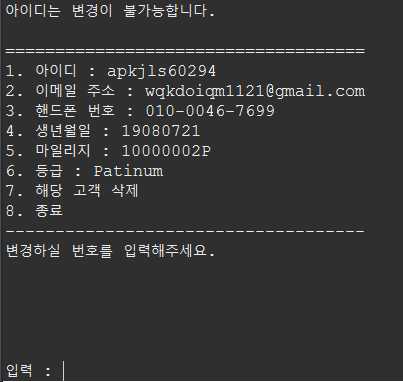 아이디는 변경이 불가능합니다.
====================================
1. 아이디 : apkjls60294
2. 이메일 주소 : wqkdoiqm1121@gmail.com
3. 핸드폰 번호 : 010-0046-7699
4. 생년월일 : 19080721
5. 마일리지 : 10000002P
6. 등급 : Patinum
7. 해당 고객 삭제
8. 종료
------------------------------------
변경하실 번호를 입력해주세요.
입력 :